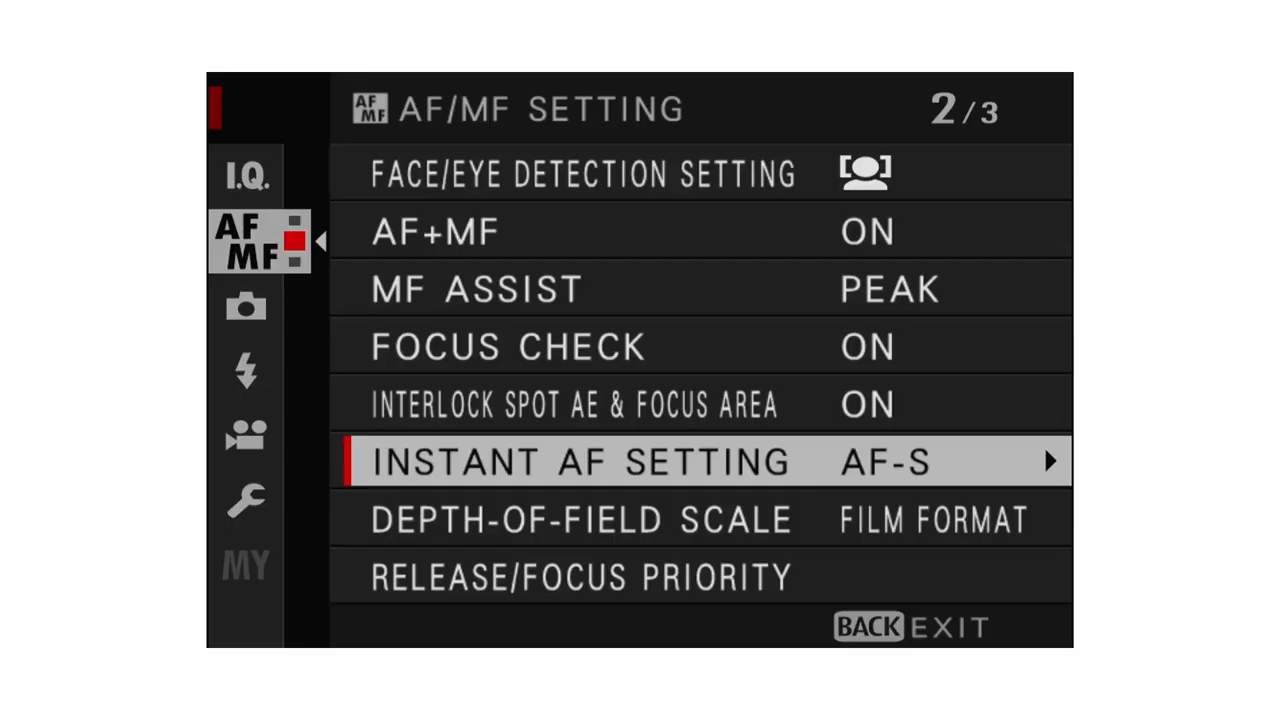 AF MF AF/MF SETTING 2/3
I.Q.
FACE/EYE DETECTION SETTING
AF MF
AF+MF ON
MF ASSIST PEAK
FOCUS CHECK ON
INTERLOCK SPOT AE & FOCUS AREA ON
INSTANT AF SETTING AF-S
DEPTH-OF-FIELD SCALE FILM FORMAT
MY
RELEASE/FOCUS PRIORITY
BACK EXIT